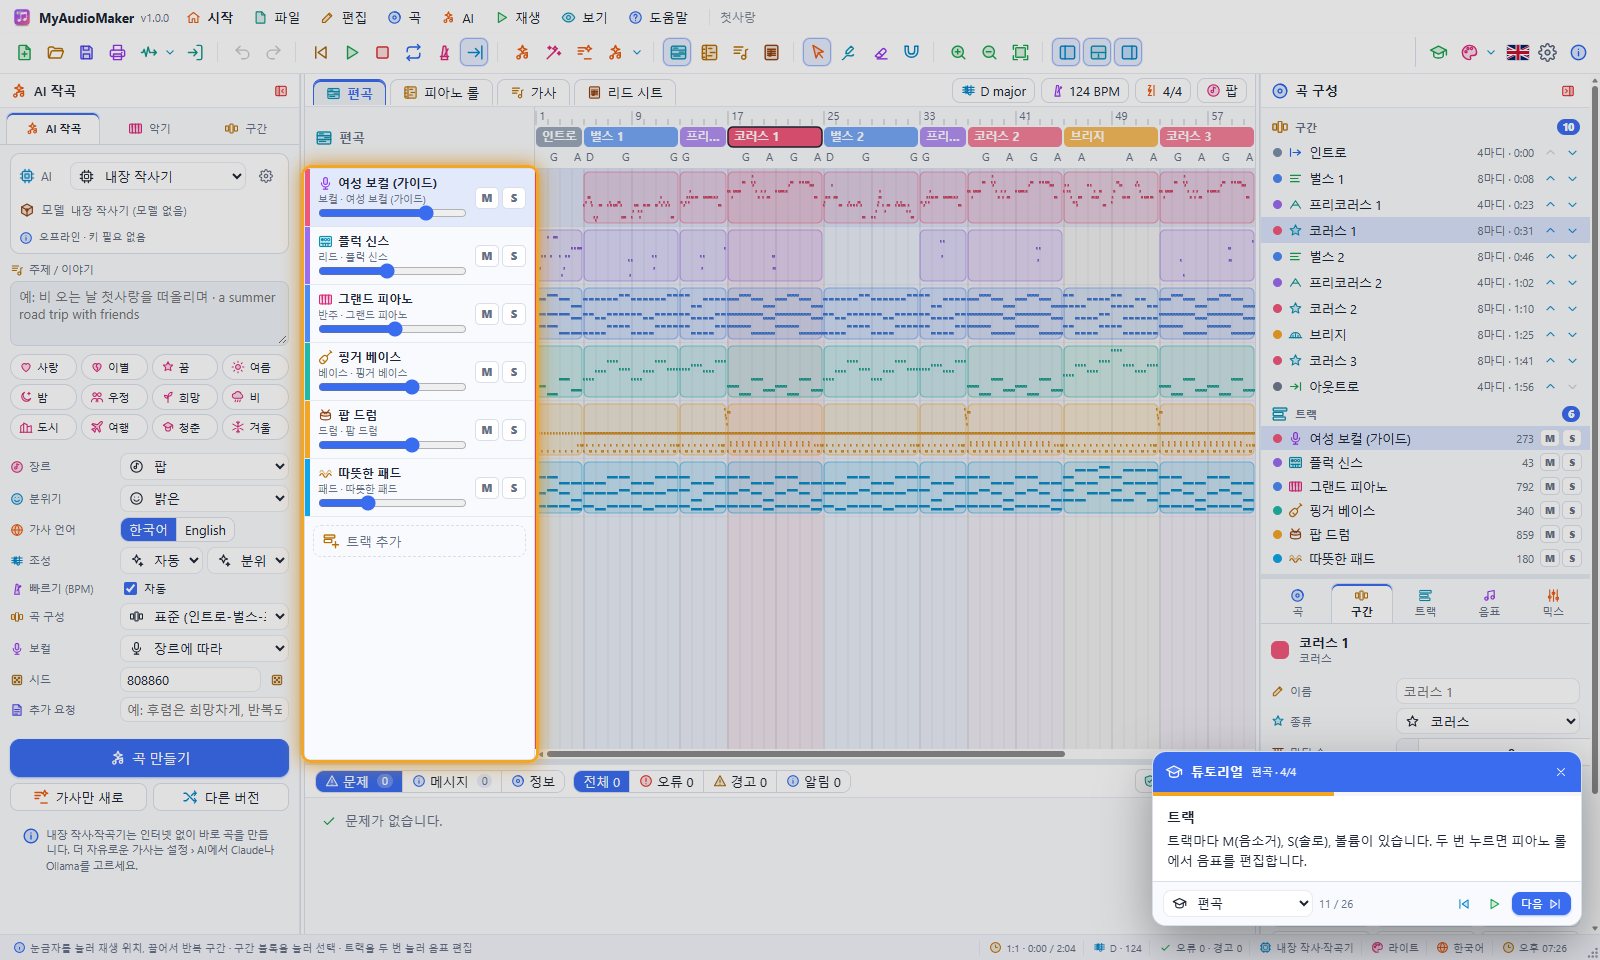 MyAudioMaker v1.0.0 시작 파일 편집 곡 AI 재생 보기 도움말 첫사랑
AI 작곡
AI 작곡 악기 구간
AI 내장 작사기
모델 내장 작사기 (모델 없음)
오프라인 · 키 필요 없음
주제 / 이야기
예: 비 오는 날 첫사랑을 떠올리며 · a summer
road trip with friends
사랑 이별 꿈 여름
밤 우정 희망 비
도시 여행 청춘 겨울
장르 팝
분위기 밝은
가사 언어 한국어 English
조성 자동 분위
빠르기 (BPM) 자동
곡 구성 표준 (인트로-벌스-
보컬 장르에 따라
시드 808860
추가 요청 예: 후렴은 희망차게, 반복되
곡 만들기
가사만 새로 다른 버전
내장 작사·작곡기는 인터넷 없이 바로 곡을 만듭
니다. 더 자유로운 가사는 설정 › AI에서 Claude나
Ollama를 고르세요.
편곡 피아노 롤 가사 리드 시트 D major 124 BPM 4/4 팝
편곡
1 9 17 25 33 41 49 57
인트로 벌스 1 프리... 코러스 1 벌스 2 프리... 코러스 2 브리지 코러스 3
G A D G G G G A G A D G G G G A G A A A A G A G A
여성 보컬 (가이드) M S
보컬 · 여성 보컬 (가이드)
플럭 신스 M S
리드 · 플럭 신스
그랜드 피아노 M S
반주 · 그랜드 피아노
핑거 베이스 M S
베이스 · 핑거 베이스
팝 드럼 M S
드럼 · 팝 드럼
따뜻한 패드 M S
패드 · 따뜻한 패드
트랙 추가
문제 0 메시지 0 정보 전체 0 오류 0 경고 0 알림 0
문제가 없습니다.
곡 구성
구간 10
인트로 4마디 · 0:00
벌스 1 8마디 · 0:08
프리코러스 1 4마디 · 0:23
코러스 1 8마디 · 0:31
벌스 2 8마디 · 0:46
프리코러스 2 4마디 · 1:02
코러스 2 8마디 · 1:10
브리지 8마디 · 1:25
코러스 3 8마디 · 1:41
아웃트로 4마디 · 1:56
트랙 6
여성 보컬 (가이드) 273 M S
플럭 신스 43 M S
그랜드 피아노 792 M S
핑거 베이스 340 M S
팝 드럼 859 M S
따뜻한 패드 180 M S
곡 구간 트랙 음표 믹스
코러스 1
코러스
이름 코러스 1
종류 코러스
튜토리얼 편곡 · 4/4
트랙
트랙마다 M(음소거), S(솔로), 볼륨이 있습니다. 두 번 누르면 피아노 롤
에서 음표를 편집합니다.
편곡 11 / 26 다음
눈금자를 눌러 재생 위치, 끌어서 반복 구간 · 구간 블록을 눌러 선택 · 트랙을 두 번 눌러 음표 편집 1:1 · 0:00 / 2:04 D · 124 오류 0 · 경고 0 내장 작사·작곡기 라이트 한국어 오후 07:26